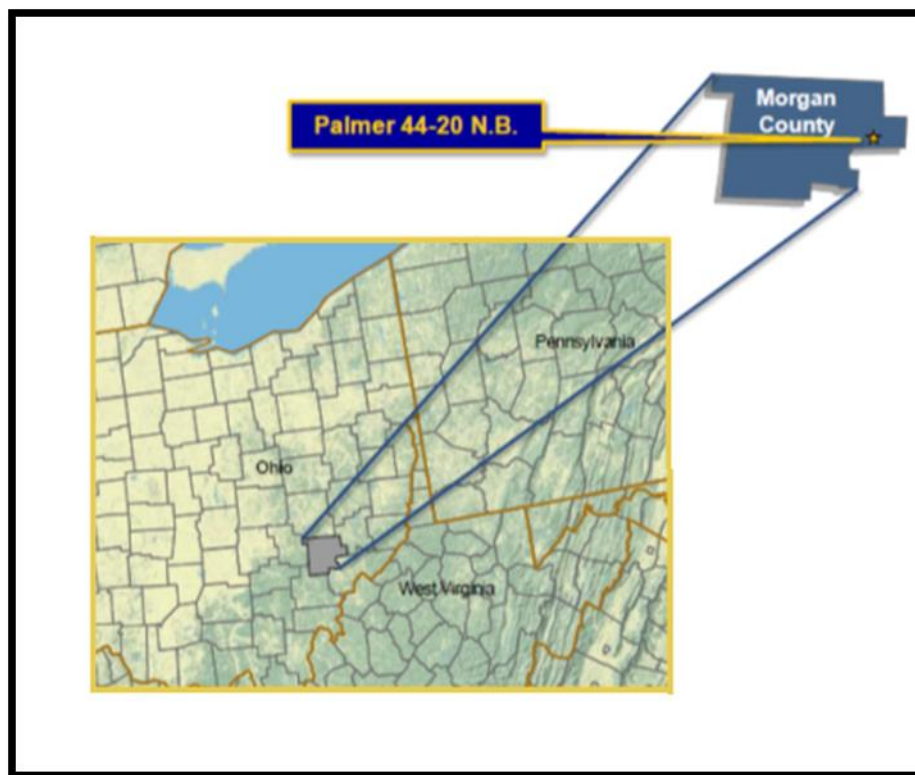 Morgan
County
Palmer 44-20 N.B.
Pennsylvania
Ohio
West Virginia